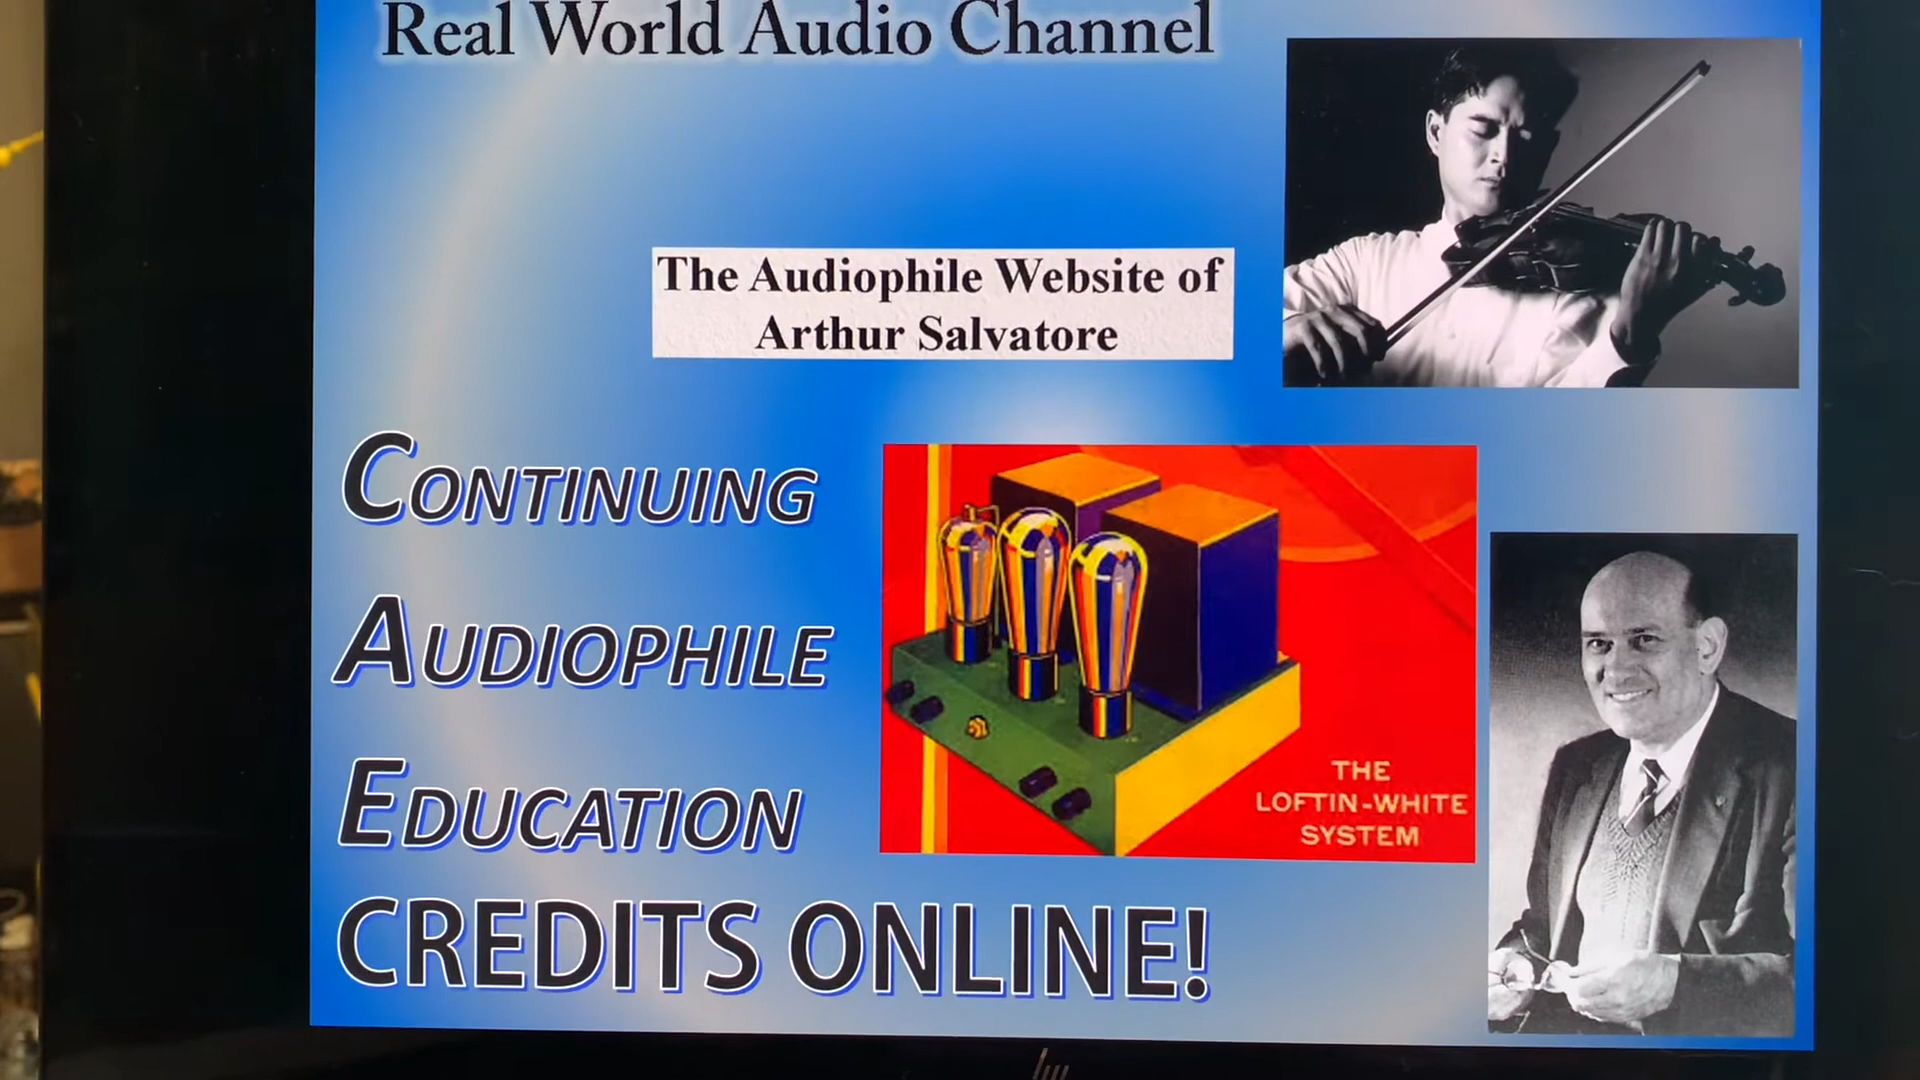 Real World Audio Channel
The Audiophile Website of
Arthur Salvatore
CONTINUING
AUDIOPHILE
EDUCATION
CREDITS ONLINE!
THE
LOFTIN-WHITE
SYSTEM
hp